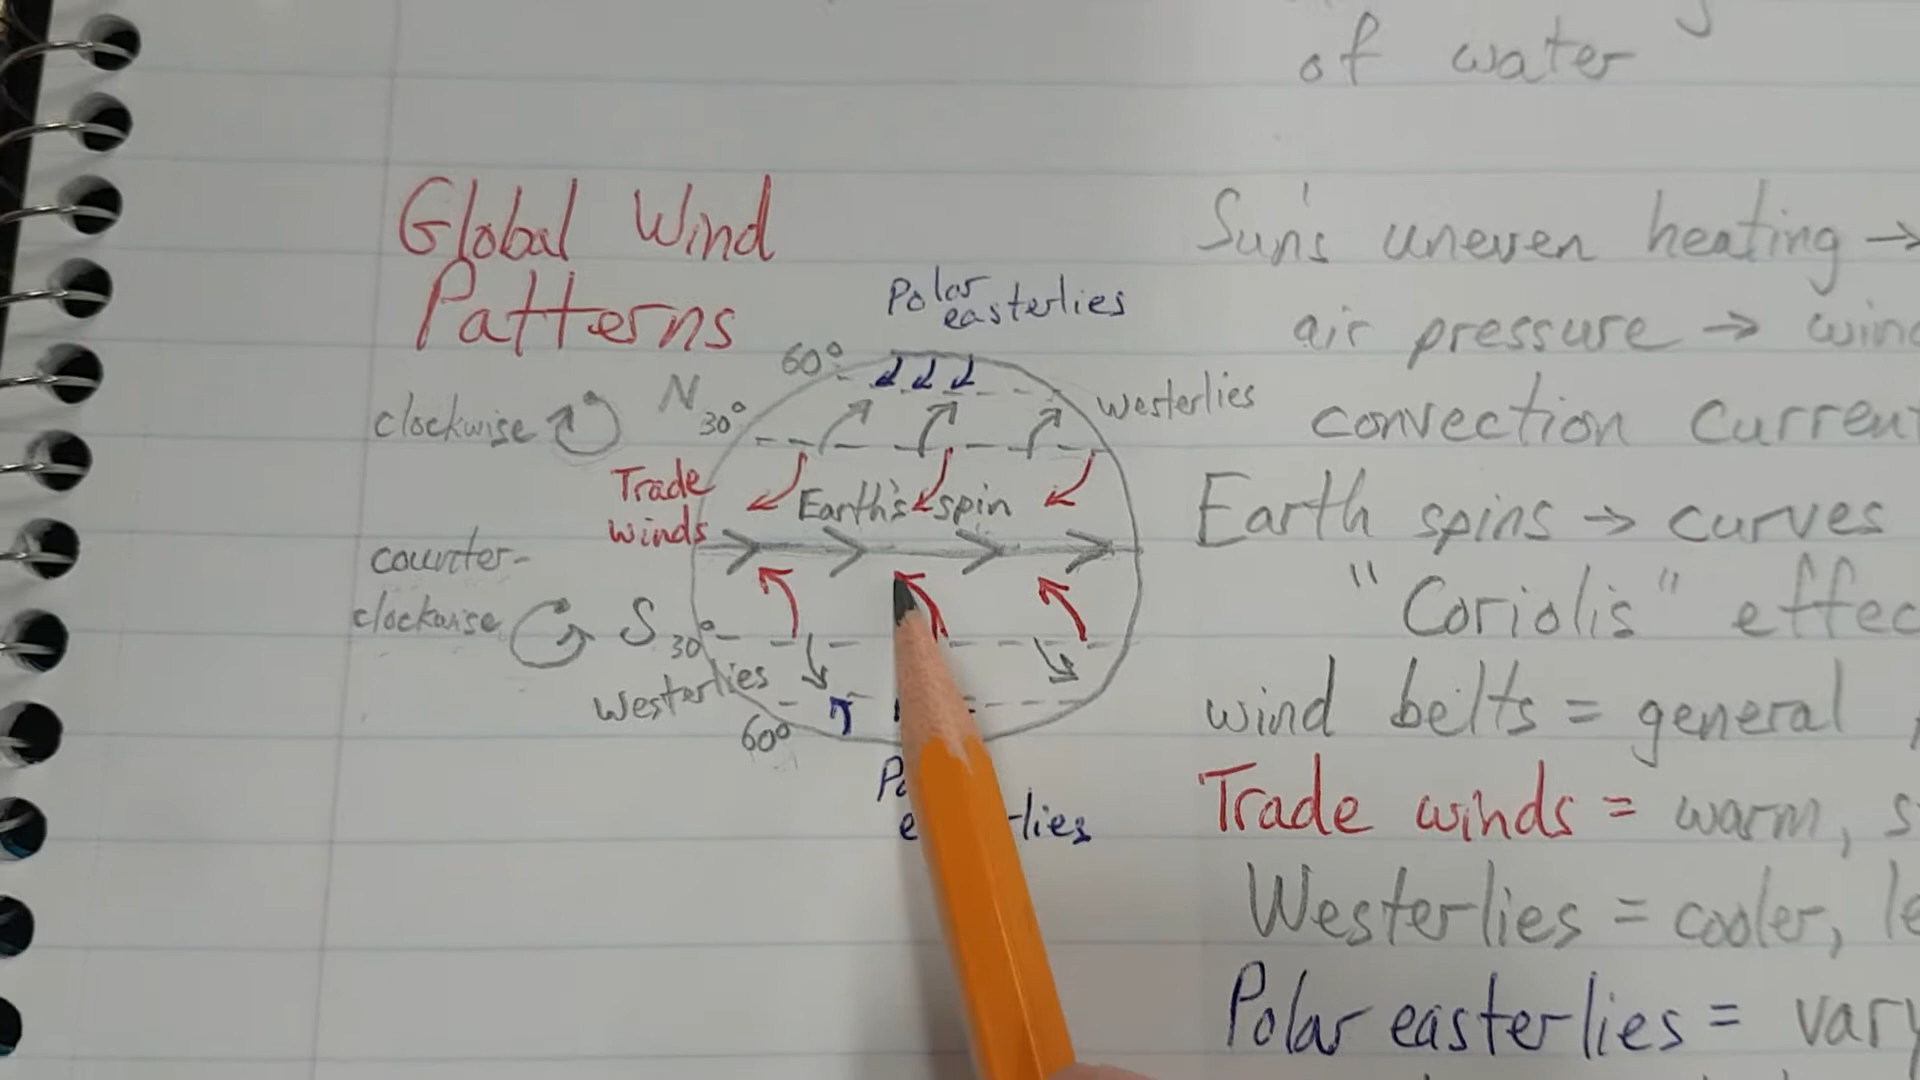 of water
Global Wind
Patterns
Polar
easterlies
60°
N
30°
westerlies
clockwise
Trade
winds
Earth's spin
counter-
clockwise
S
30°
westerlies
60°
Sun's uneven heating →
air pressure →
convection
Earth spins → curves
"Coriolis"
wind belts = general
Trade winds = warm,
Westerlies = cooler,
Polar easterlies =